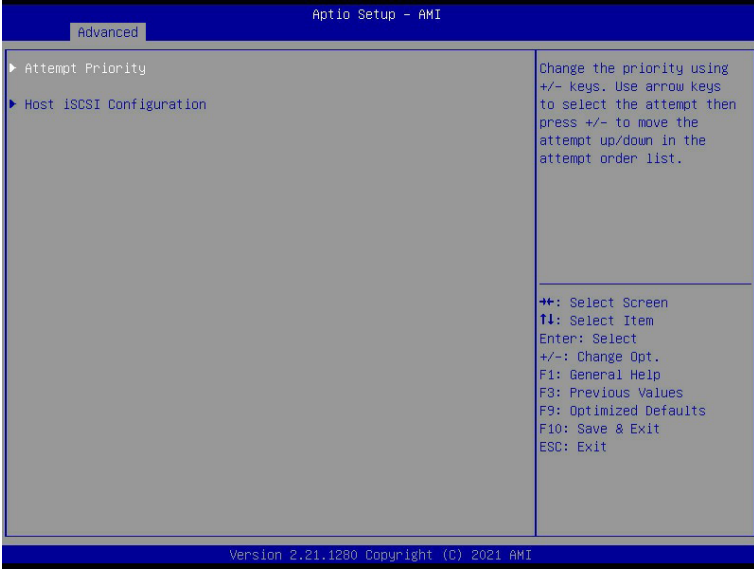 Aptio Setup – AMI
Advanced
▶ Attempt Priority
▶ Host iSCSI Configuration
Change the priority using
+/– keys. Use arrow keys
to select the attempt then
press +/– to move the
attempt up/down in the
attempt order list.
→←: Select Screen
↑↓: Select Item
Enter: Select
+/–: Change Opt.
F1: General Help
F3: Previous Values
F9: Optimized Defaults
F10: Save & Exit
ESC: Exit
Version 2.21.1280 Copyright (C) 2021 AMI